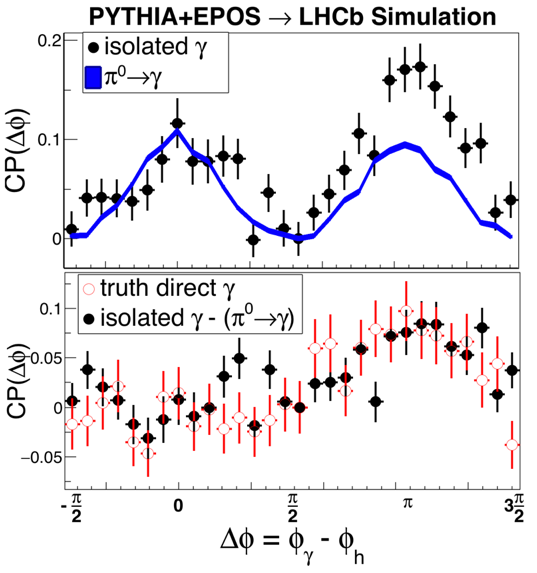 PYTHIA+EPOS → LHCb Simulation
0.2
isolated γ
π⁰→γ
CP(Δϕ)
0.1
0
truth direct γ
isolated γ - (π⁰→γ)
CP(Δϕ)
0.1
0.05
0
−0.05
-π/2 0 π/2 π 3π/2
Δϕ = ϕγ - ϕh